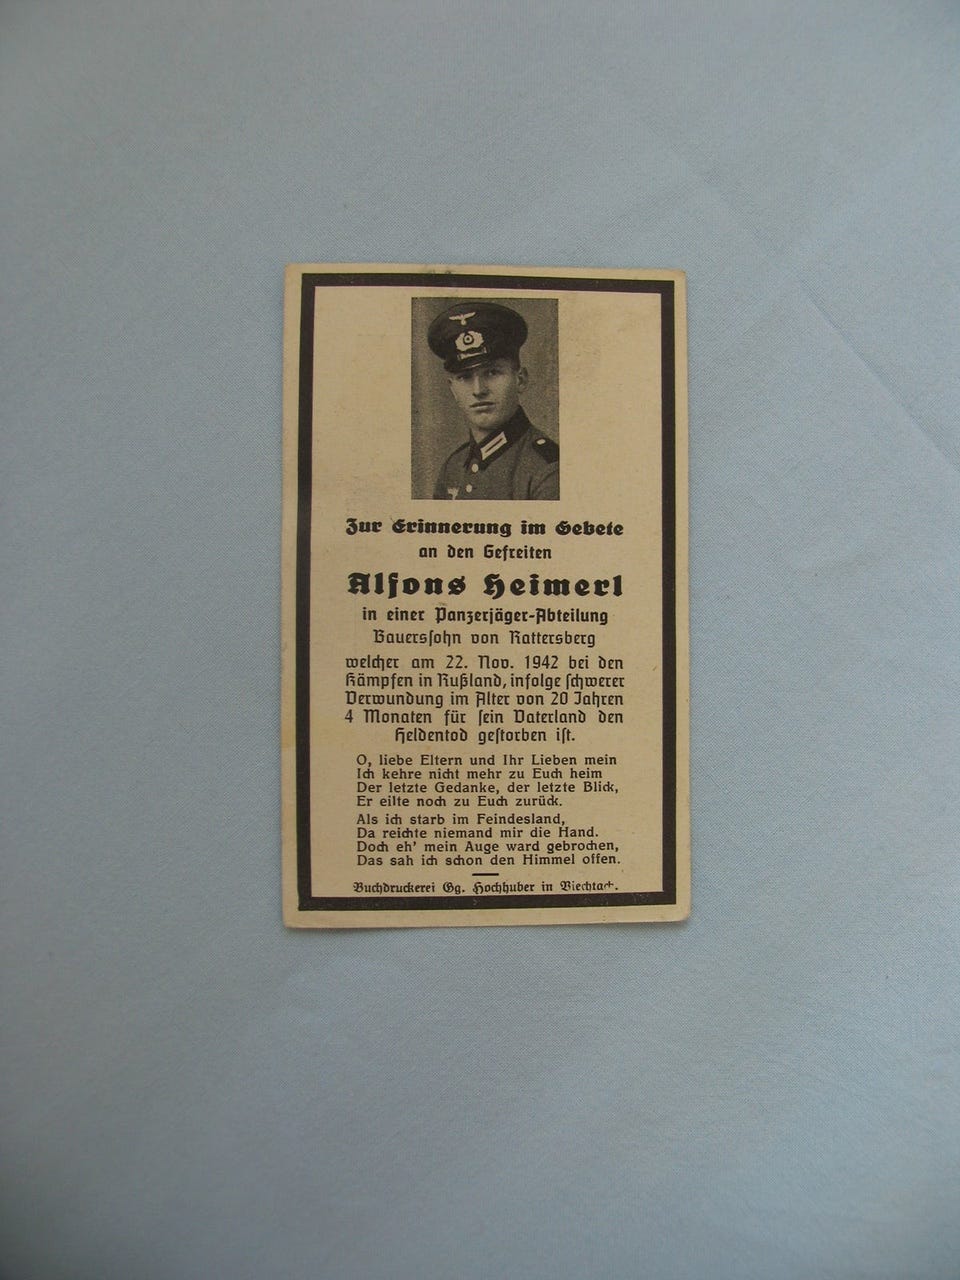 Zur Erinnerung im Gebete
an den Gefreiten
Alfons Heimerl
in einer Panzerjäger-Abteilung
Bauerssohn von Rattersberg
welcher am 22. Nov. 1942 bei den
Kämpfen in Rußland, infolge schwerer
Verwundung im Alter von 20 Jahren
4 Monaten für sein Vaterland den
Heldentod gestorben ist.
O, liebe Eltern und Ihr Lieben mein
Ich kehre nicht mehr zu Euch heim
Der letzte Gedanke, der letzte Blick,
Er eilte noch zu Euch zurück.
Als ich starb im Feindesland,
Da reichte niemand mir die Hand.
Doch eh' mein Auge ward gebrochen,
Das sah ich schon den Himmel offen.
Buchdruckerei Gg. Hochhuber in Viechtach.